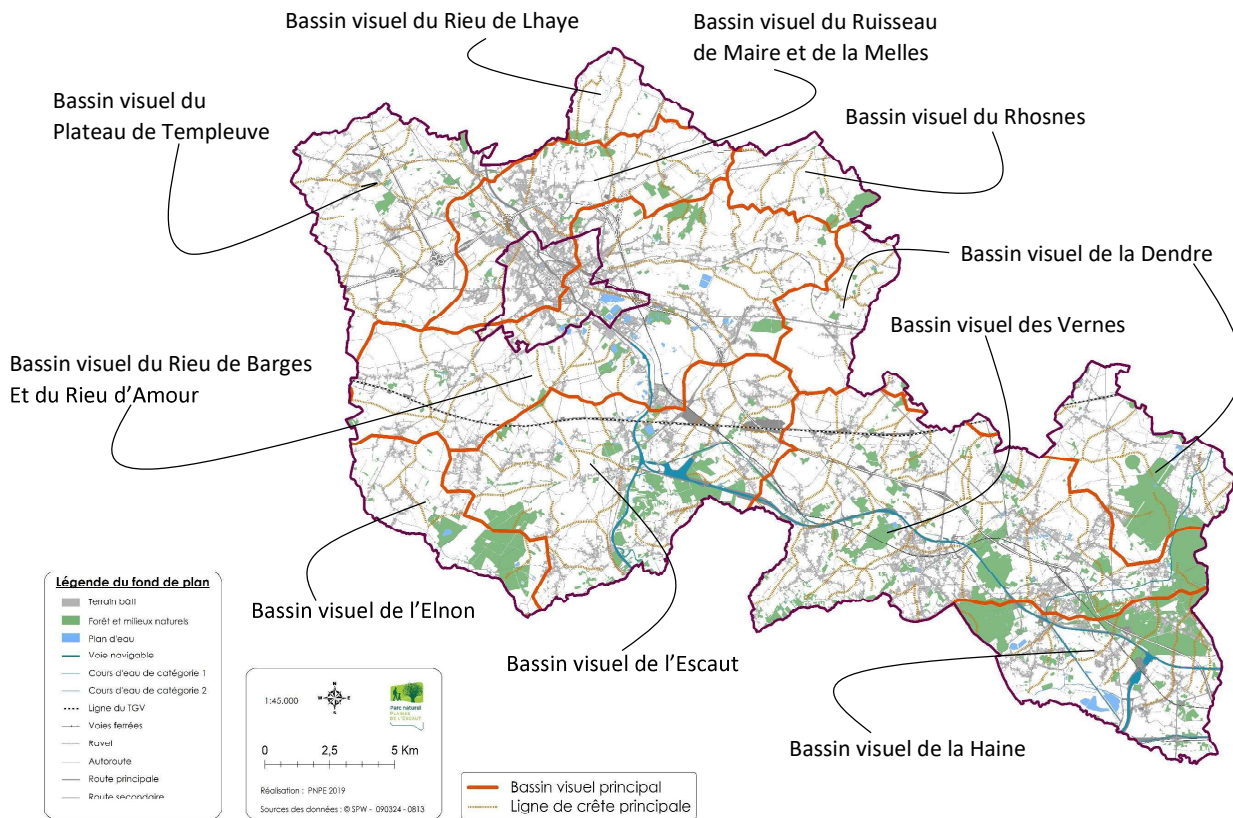 Bassin visuel du Rieu de Lhaye
Bassin visuel du Ruisseau
de Maire et de la Melles
Bassin visuel du
Plateau de Templeuve
Bassin visuel du Rhosnes
Bassin visuel de la Dendre
Bassin visuel des Vernes
Bassin visuel du Rieu de Barges
Et du Rieu d'Amour
Bassin visuel de l'Elnon
Bassin visuel de l'Escaut
Bassin visuel de la Haine
Légende du fond de plan
Terrain bâti
Forêt et milieux naturels
Plan d'eau
Voie navigable
Cours d'eau de catégorie 1
Cours d'eau de catégorie 2
Ligne du TGV
Voies ferrées
Ravel
Autoroute
Route principale
Route secondaire
1:45.000
N
W E
S
Parc naturel
PLAINES
DE L'ESCAUT
0 2,5 5 Km
Réalisation : PNPE 2019
Sources des données : © SPW - 090324 - 0813
Bassin visuel principal
Ligne de crête principale